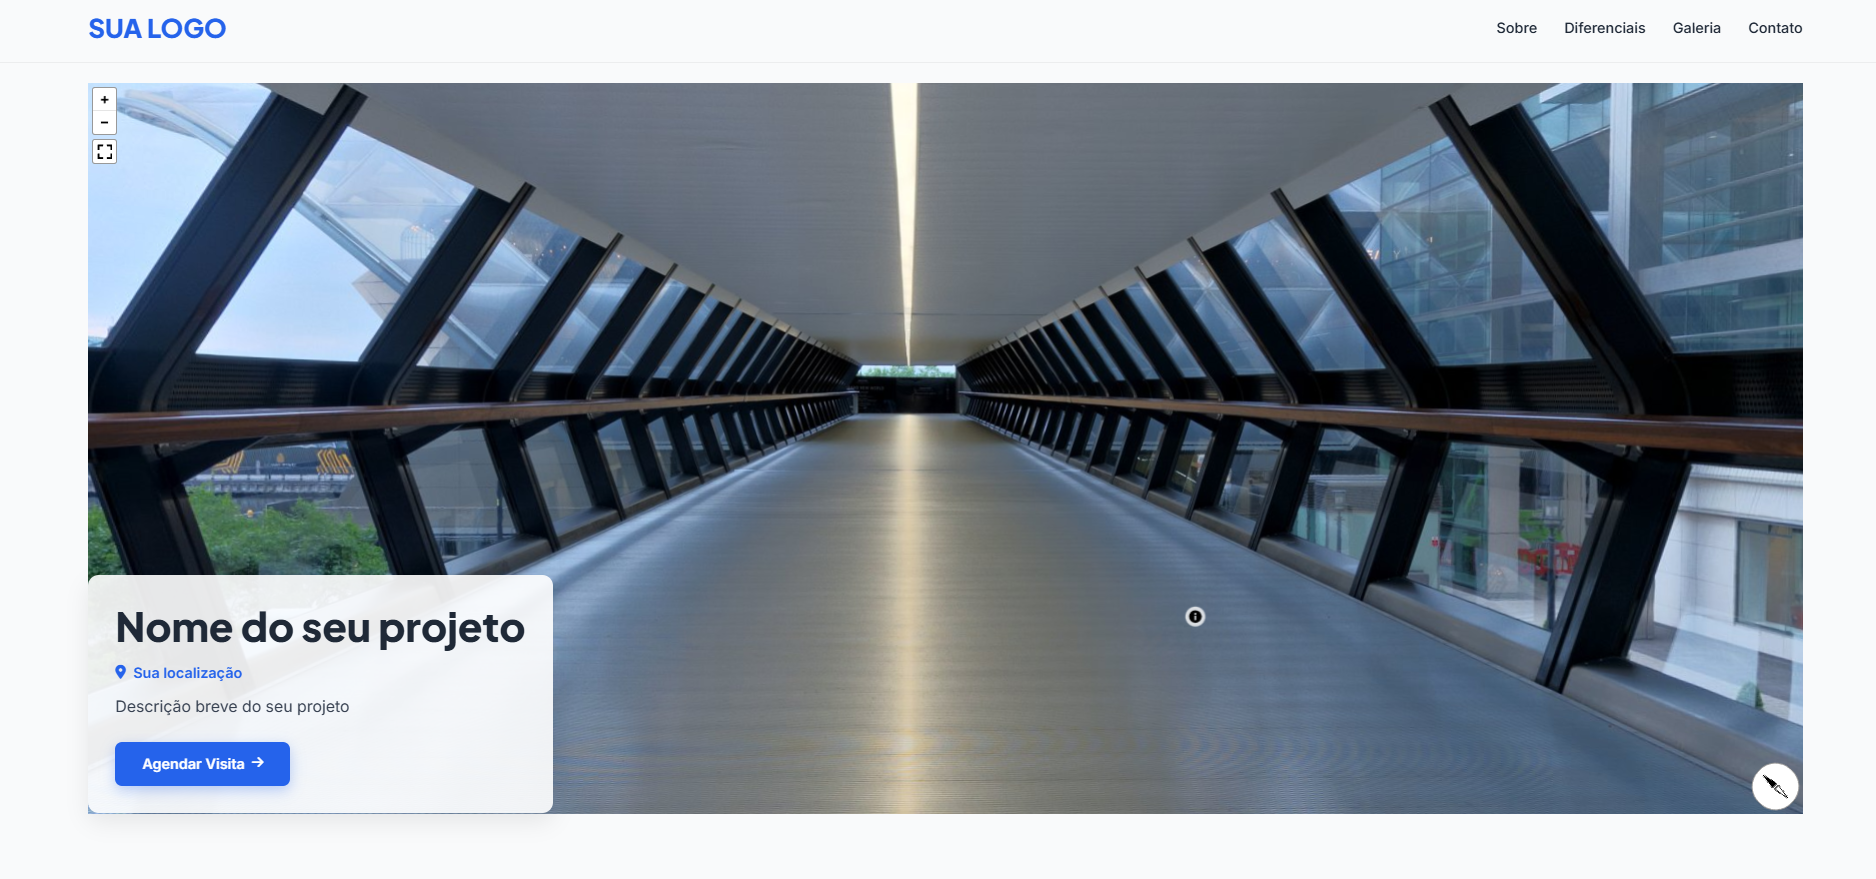 SUA LOGO
Sobre Diferenciais Galeria Contato
+
−
Nome do seu projeto
Sua localização
Descrição breve do seu projeto
Agendar Visita →